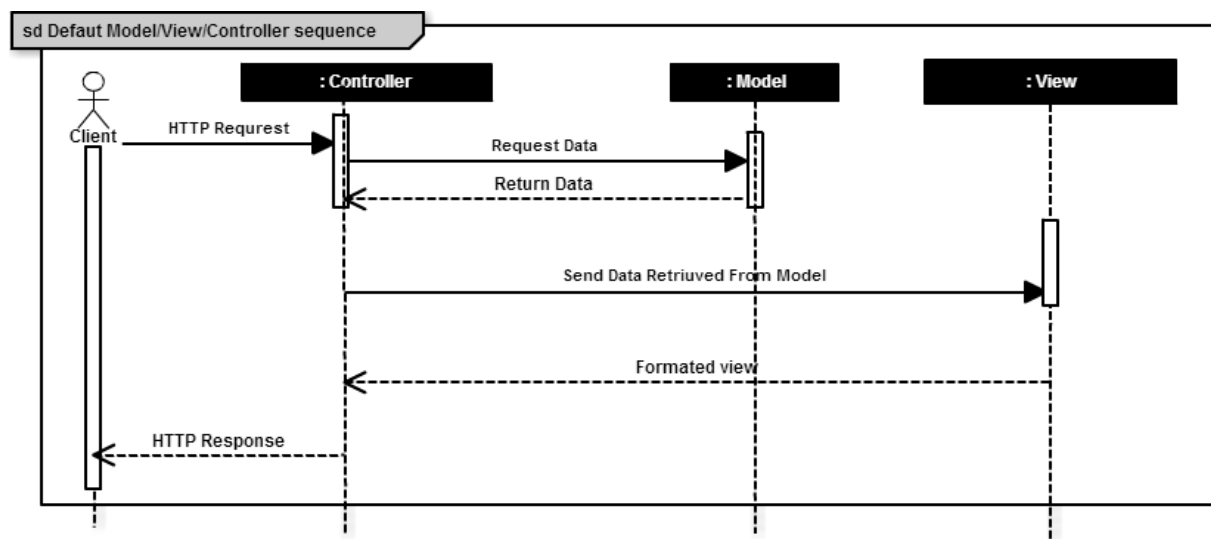 sd Defaut Model/View/Controller sequence
: Controller
: Model
: View
Client
HTTP Requrest
Request Data
Return Data
Send Data Retriuved From Model
Formated view
HTTP Response